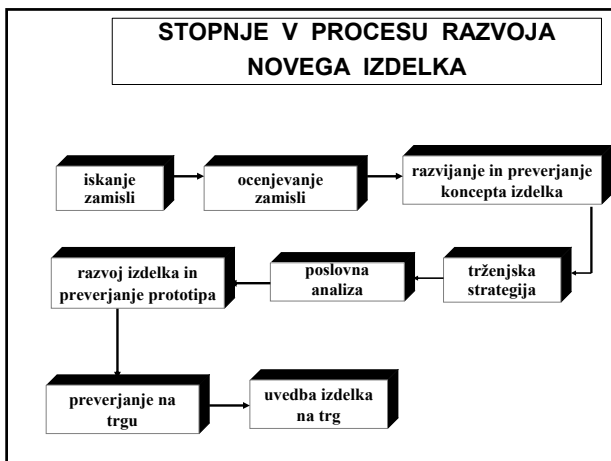 STOPNJE V PROCESU RAZVOJA
NOVEGA IZDELKA
iskanje
zamisli
ocenjevanje
zamisli
razvijanje in preverjanje
koncepta izdelka
trženjska
strategija
poslovna
analiza
razvoj izdelka in
preverjanje prototipa
preverjanje na
trgu
uvedba izdelka
na trg